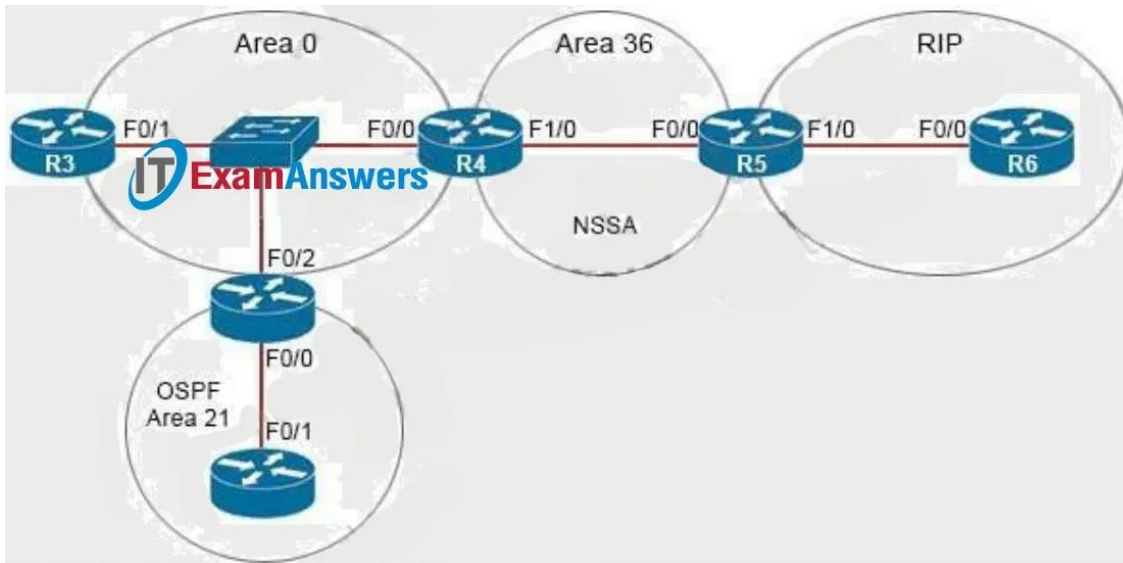 Area 0
Area 36
RIP
F0/1
F0/0
F1/0
F0/0
F1/0
F0/0
R3
R4
R5
R6
IT ExamAnswers
NSSA
F0/2
F0/0
OSPF
Area 21
F0/1